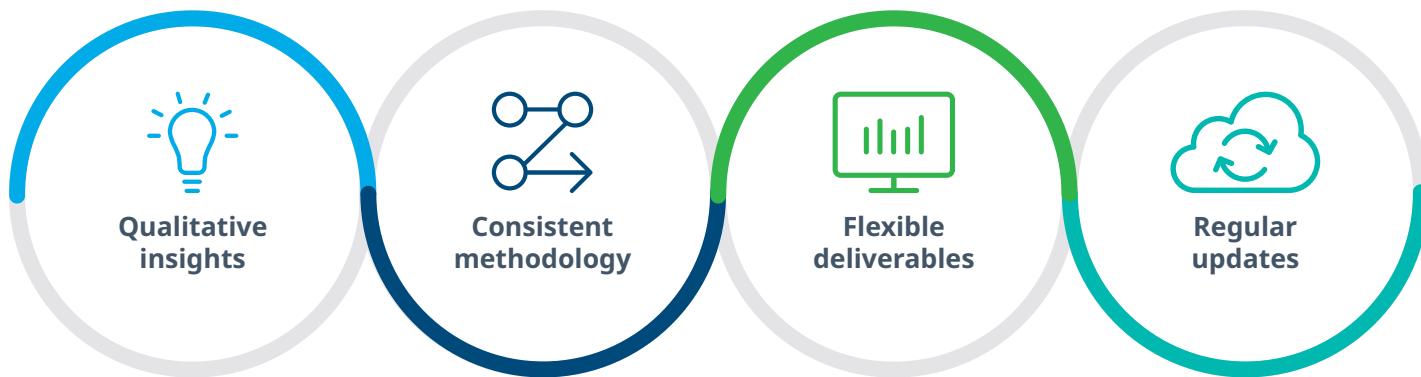 Qualitative
insights
Consistent
methodology
Flexible
deliverables
Regular
updates